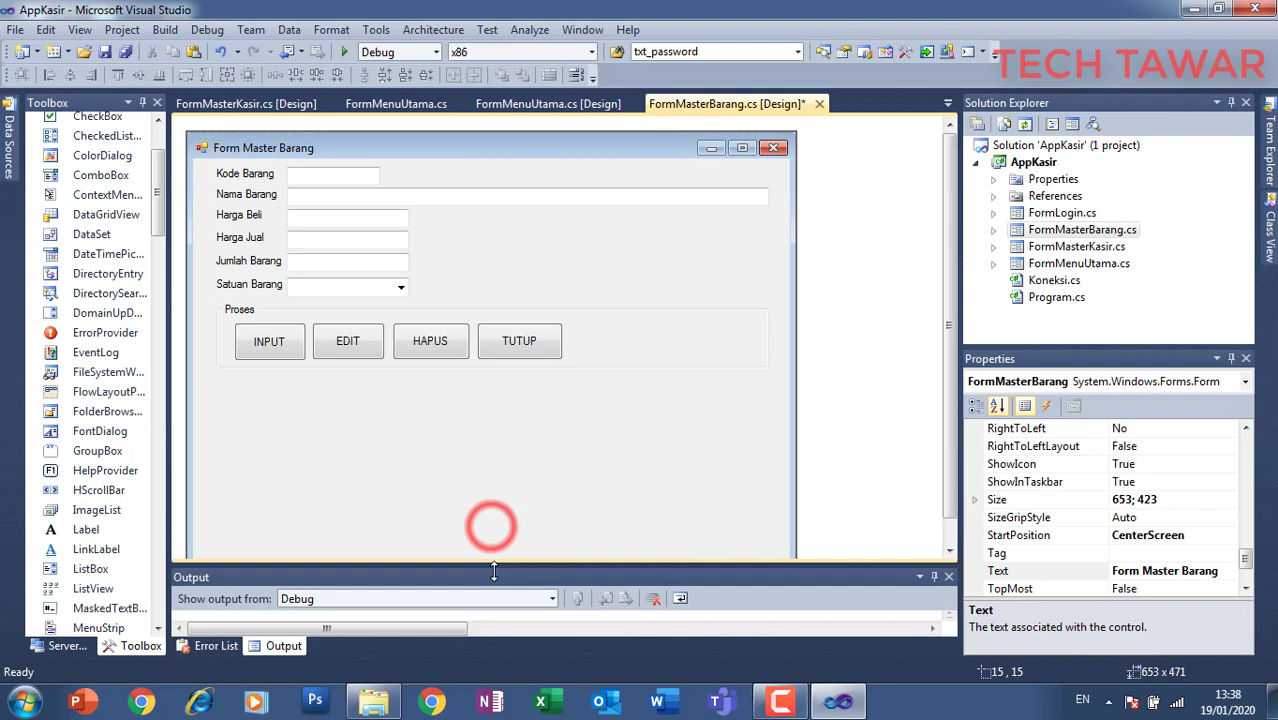 AppKasir - Microsoft Visual Studio
File Edit View Project Build Debug Team Data Format Tools Architecture Test Analyze Window Help
Debug x86 txt_password
TECH TAWAR
Toolbox
FormMasterKasir.cs [Design] FormMenuUtama.cs FormMenuUtama.cs [Design] FormMasterBarang.cs [Design]*
Data Sources
CheckBox
CheckedList...
ColorDialog
ComboBox
ContextMen...
DataGridView
DataSet
DateTimePic...
DirectoryEntry
DirectorySear...
DomainUpD...
ErrorProvider
EventLog
FileSystemW...
FlowLayoutP...
FolderBrows...
FontDialog
GroupBox
HelpProvider
HScrollBar
ImageList
Label
LinkLabel
ListBox
ListView
MaskedTextB...
MenuStrip
Server... Toolbox
Form Master Barang
Kode Barang
Nama Barang
Harga Beli
Harga Jual
Jumlah Barang
Satuan Barang
Proses
INPUT EDIT HAPUS TUTUP
Output
Show output from: Debug
Error List Output
Solution Explorer
Solution 'AppKasir' (1 project)
AppKasir
Properties
References
FormLogin.cs
FormMasterBarang.cs
FormMasterKasir.cs
FormMenuUtama.cs
Koneksi.cs
Program.cs
Team Explorer
Class View
Properties
FormMasterBarang System.Windows.Forms.Form
RightToLeft No
RightToLeftLayout False
ShowIcon True
ShowInTaskbar True
Size 653; 423
SizeGripStyle Auto
StartPosition CenterScreen
Tag
Text Form Master Barang
TopMost False
Text
The text associated with the control.
Ready 15 , 15 653 x 471
EN 13:38
19/01/2020